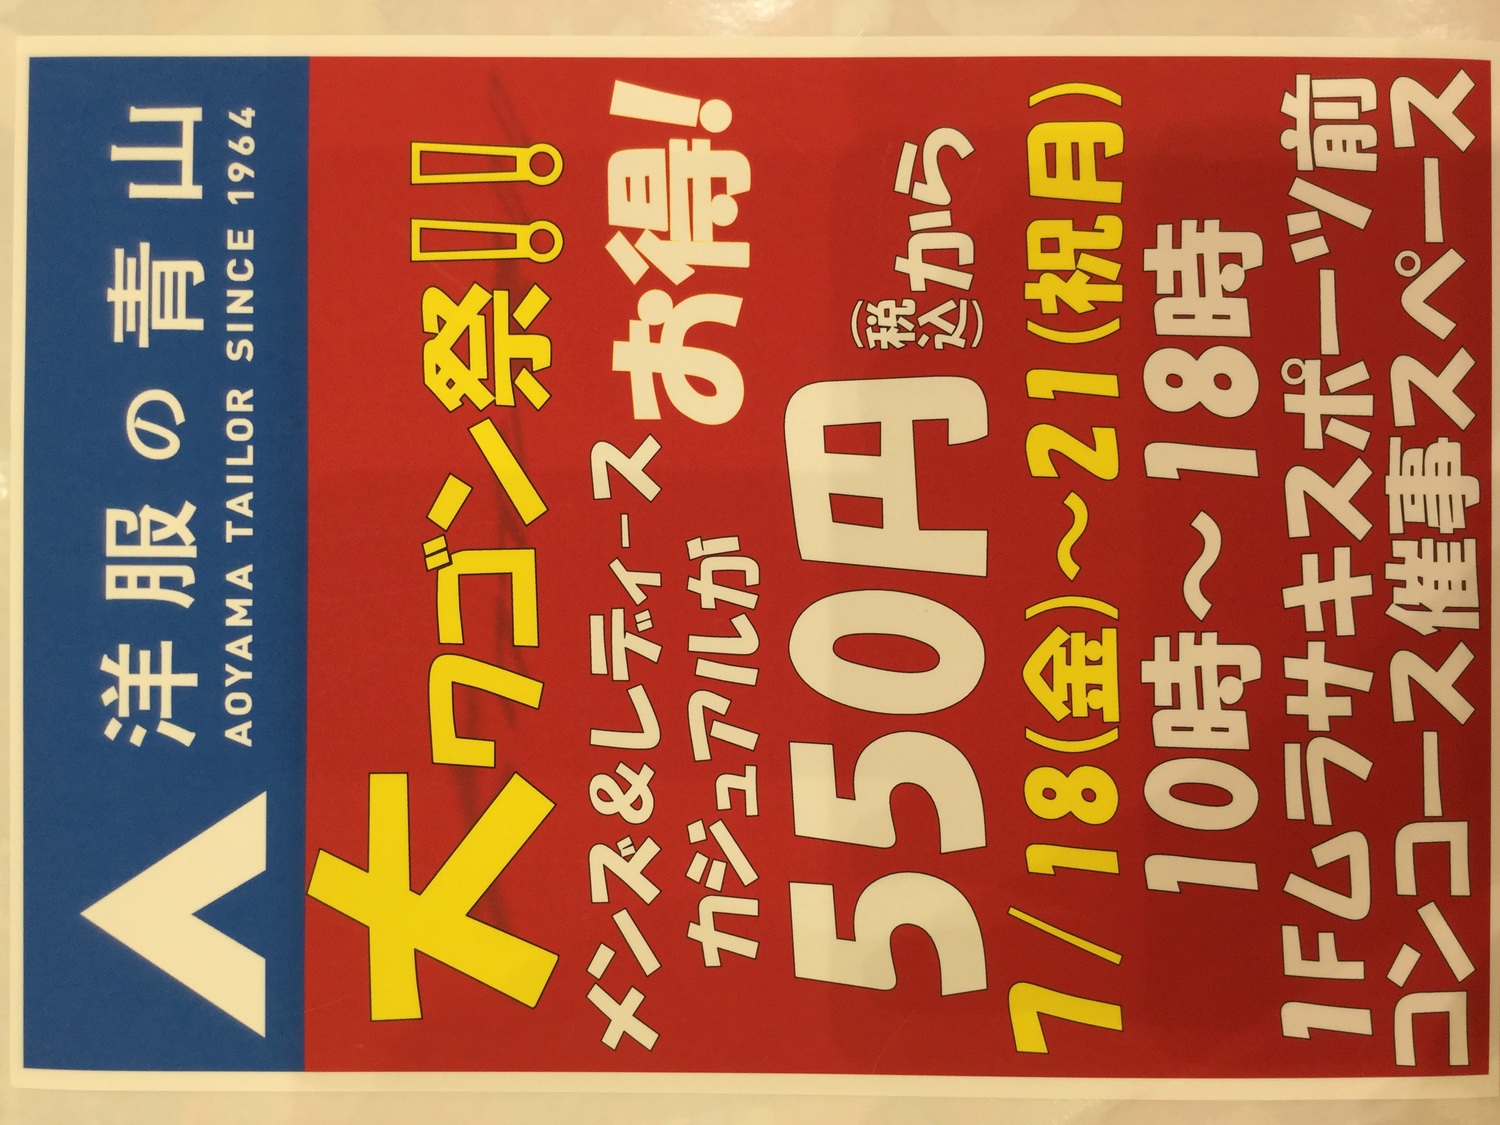 洋服の青山
AOYAMA TAILOR SINCE 1964
大ワゴン祭!!
メンズ&レディース
カジュアルが
お得!
550円(税込)から
7/18(金)~21(祝月)
10時~18時
1Fムラサキスポーツ前
コンコース催事スペース